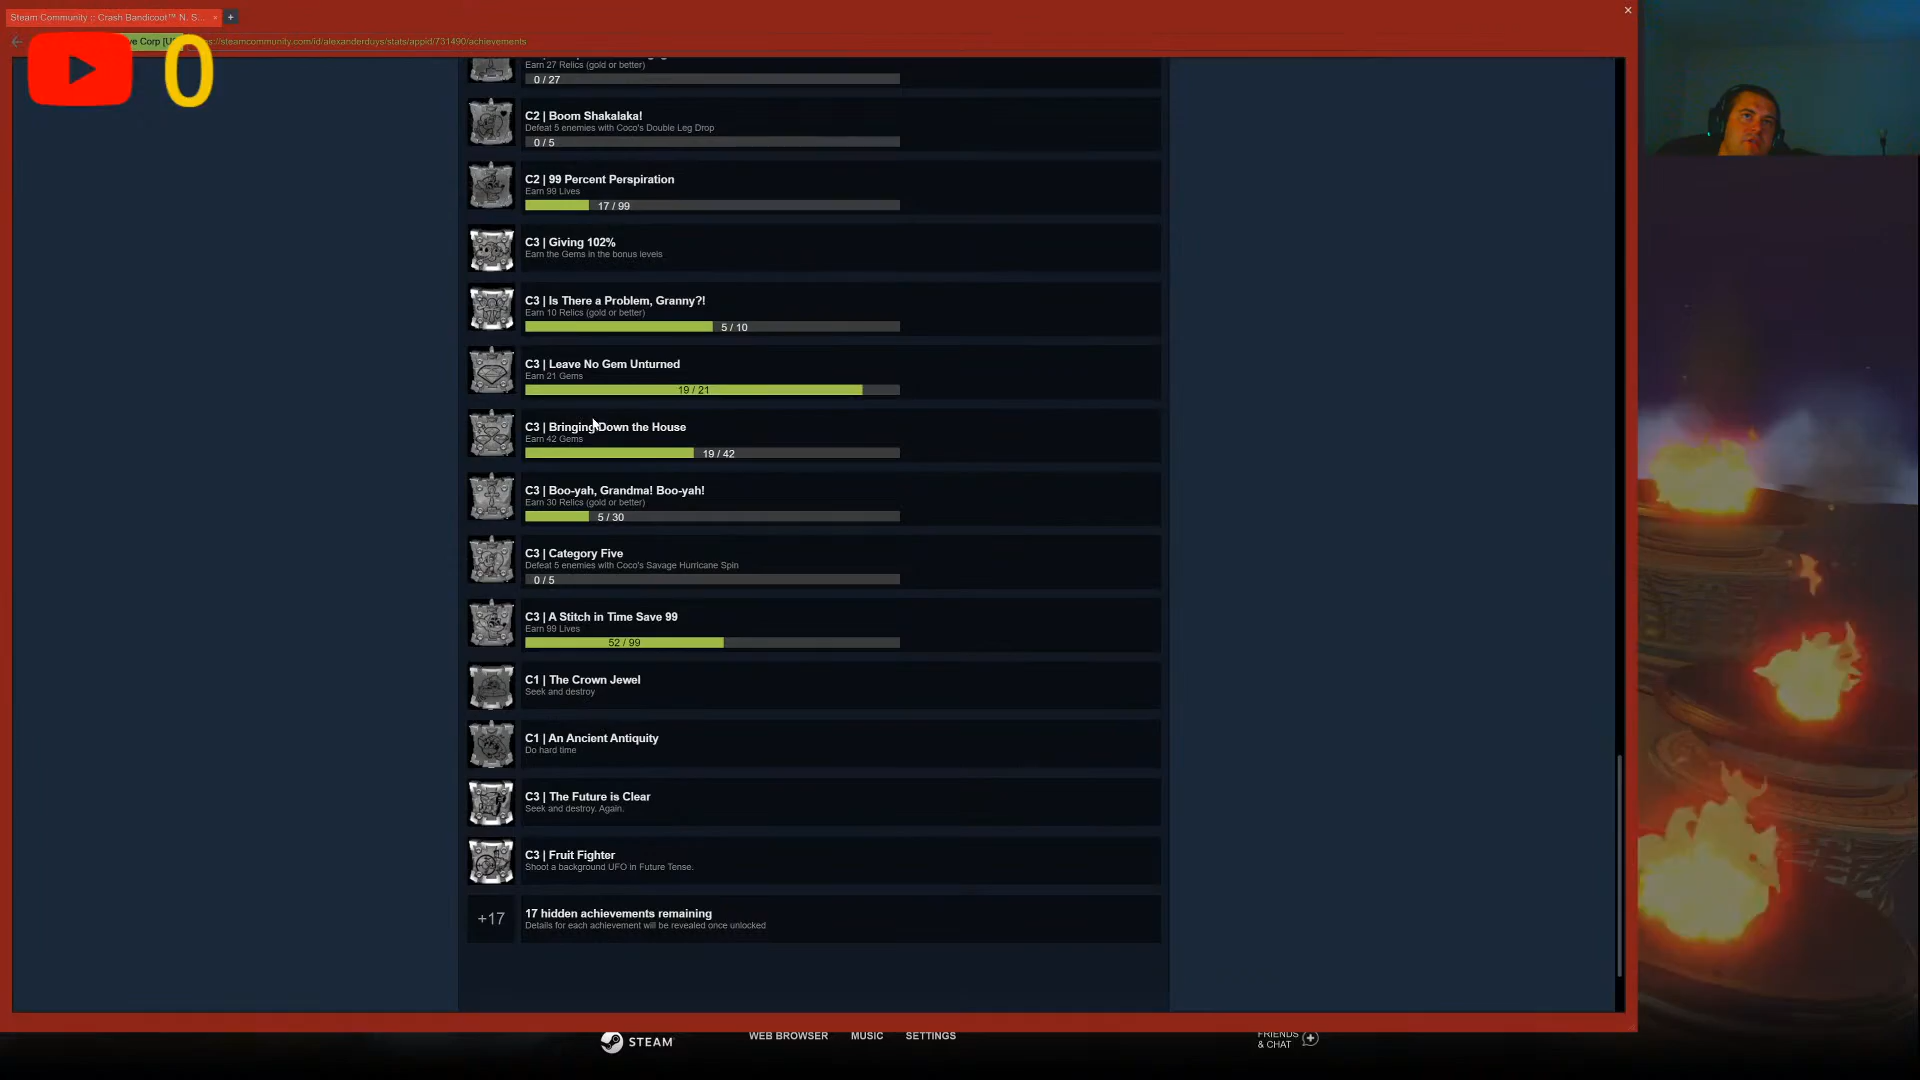 Steam Community :: Crash Bandicoot™ N. S...
ve Corp [U
steamcommunity.com/id/alexanderduys/stats/appid/731490/achievements
0
Earn 27 Relics (gold or better)
0 / 27
C2 | Boom Shakalaka!
Defeat 5 enemies with Coco's Double Leg Drop
0 / 5
C2 | 99 Percent Perspiration
Earn 99 Lives
17 / 99
C3 | Giving 102%
Earn the Gems in the bonus levels
C3 | Is There a Problem, Granny?!
Earn 10 Relics (gold or better)
5 / 10
C3 | Leave No Gem Unturned
Earn 21 Gems
19 / 21
C3 | Bringing Down the House
Earn 42 Gems
19 / 42
C3 | Boo-yah, Grandma! Boo-yah!
Earn 30 Relics (gold or better)
5 / 30
C3 | Category Five
Defeat 5 enemies with Coco's Savage Hurricane Spin
0 / 5
C3 | A Stitch in Time Save 99
Earn 99 Lives
52 / 99
C1 | The Crown Jewel
Seek and destroy
C1 | An Ancient Antiquity
Do hard time
C3 | The Future is Clear
Seek and destroy. Again.
C3 | Fruit Fighter
Shoot a background UFO in Future Tense.
+17
17 hidden achievements remaining
Details for each achievement will be revealed once unlocked
STEAM
WEB BROWSER
MUSIC
SETTINGS
FRIENDS
& CHAT